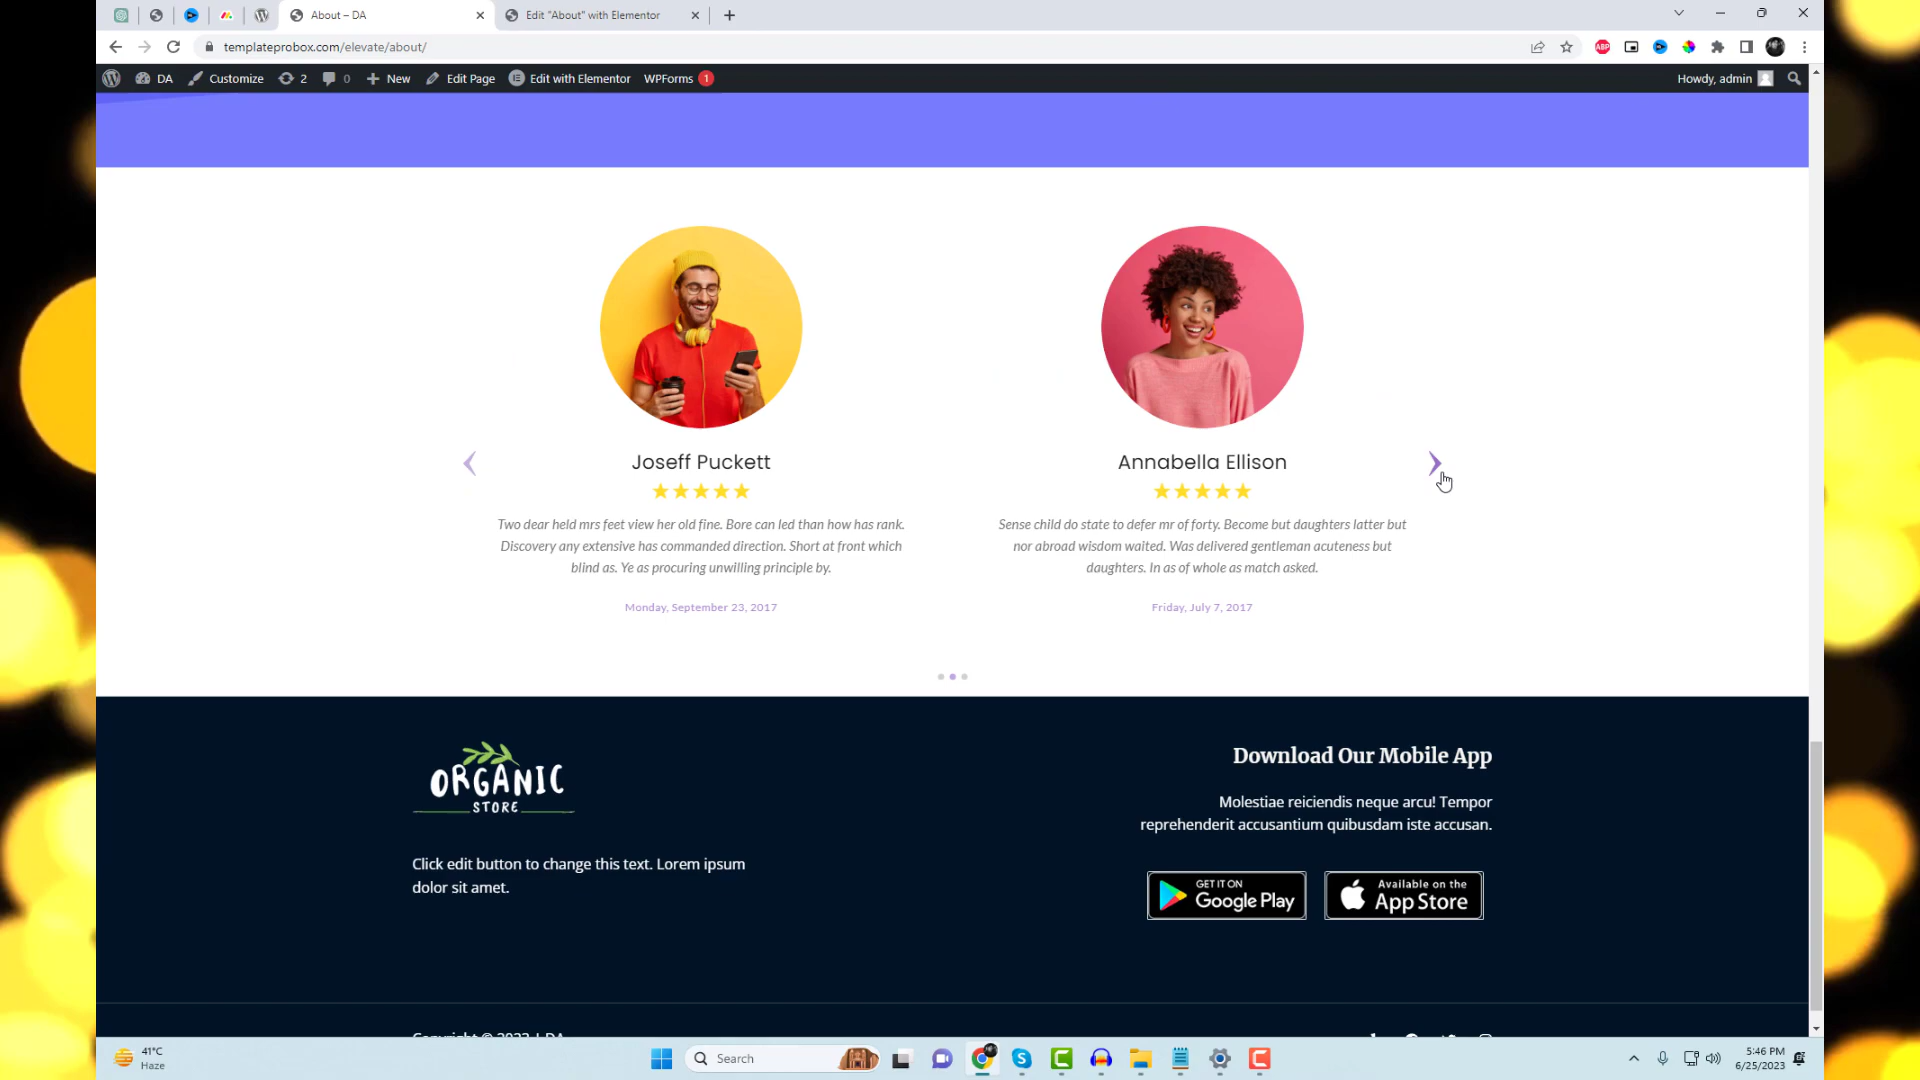 About – DA
Edit "About" with Elementor
templateprobox.com/elevate/about/
ABP
DA
Customize
2
0
New
Edit Page
Edit with Elementor
WPForms 1
Howdy, admin
Joseff Puckett
Two dear held mrs feet view her old fine. Bore can led than how has rank.
Discovery any extensive has commanded direction. Short at front which
blind as. Ye as procuring unwilling principle by.
Monday, September 23, 2017
Annabella Ellison
Sense child do state to defer mr of forty. Become but daughters latter but
nor abroad wisdom waited. Was delivered gentleman acuteness but
daughters. In as of whole as match asked.
Friday, July 7, 2017
ORGANIC
STORE
Click edit button to change this text. Lorem ipsum
dolor sit amet.
Download Our Mobile App
Molestiae reiciendis neque arcu! Tempor
reprehenderit accusantium quibusdam iste accusan.
GET IT ON
Google Play
Available on the
App Store
Copyright © 2023 | DA
41°C
Haze
Search
5:46 PM
6/25/2023